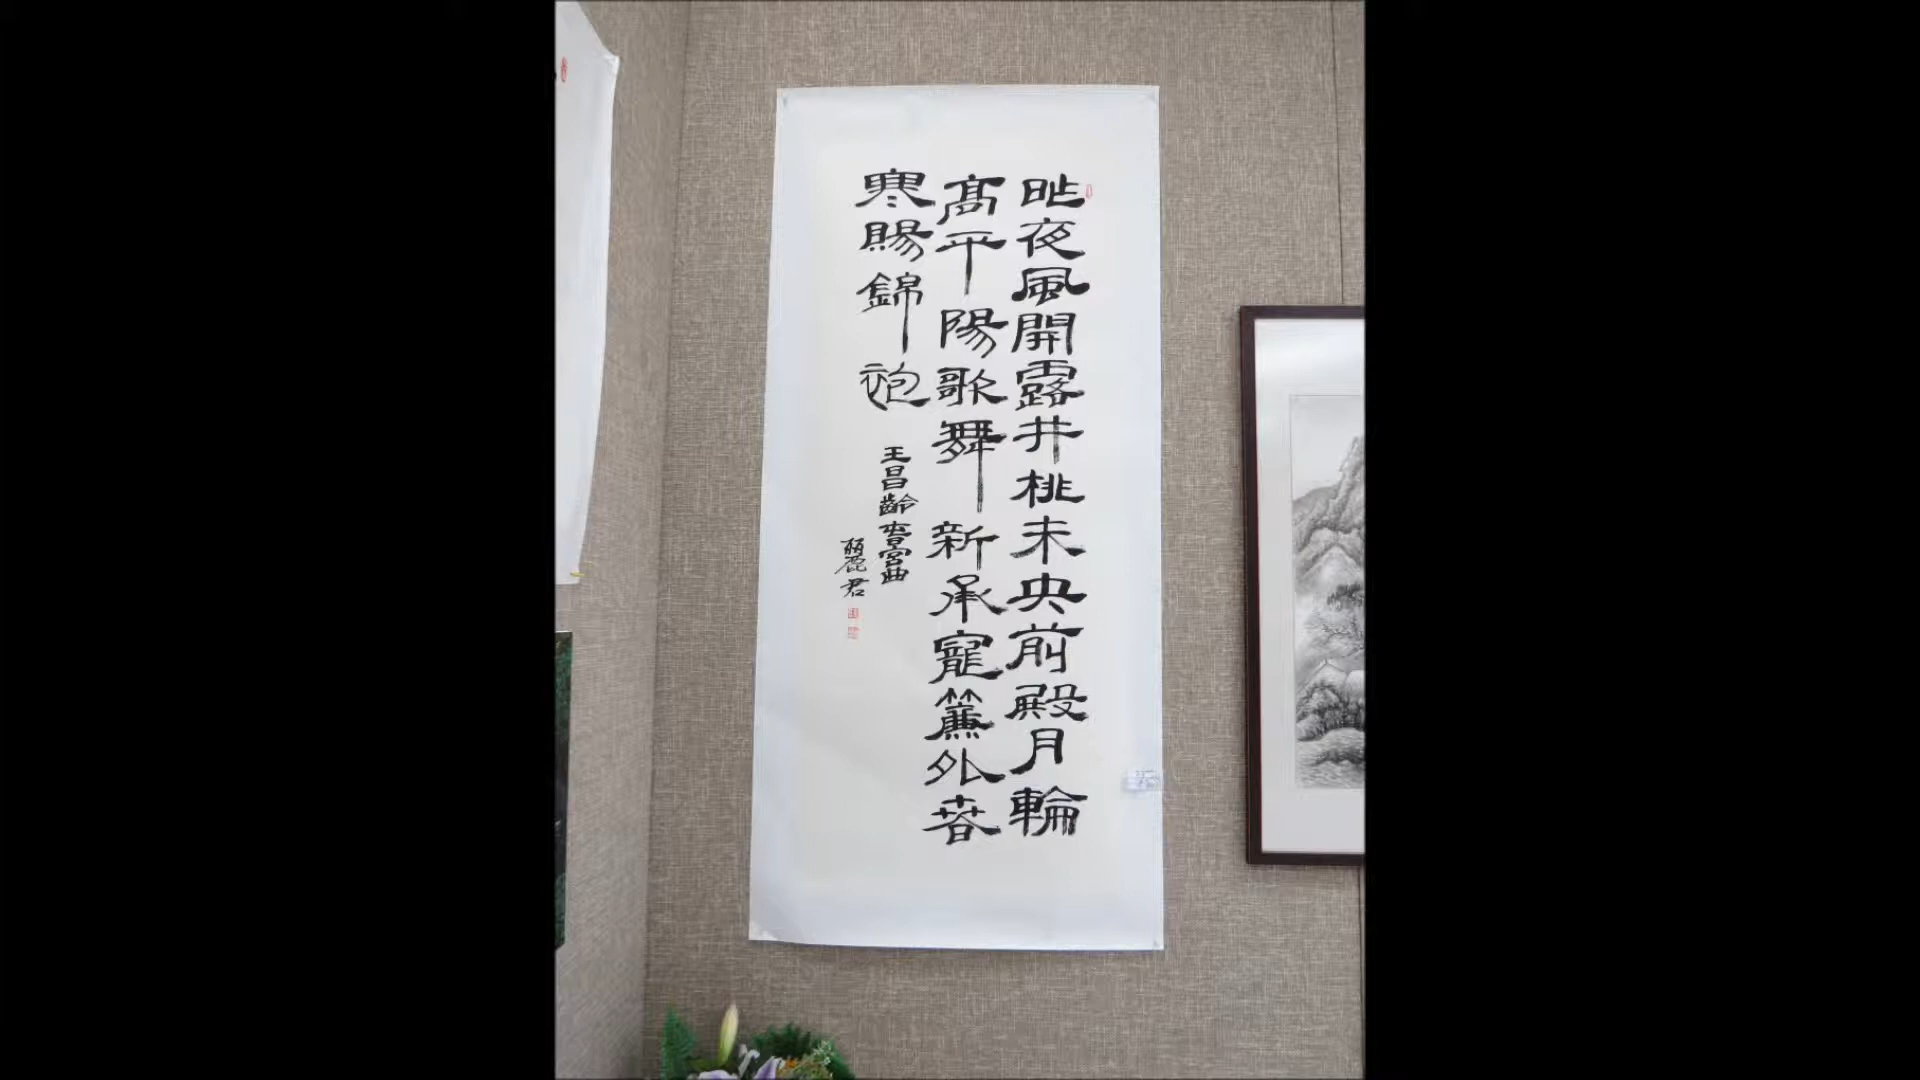 昨夜風開露井桃未央前殿月輪
高平陽歌舞新承寵簾外春
寒賜錦袍
王昌齡春宮曲
麗君